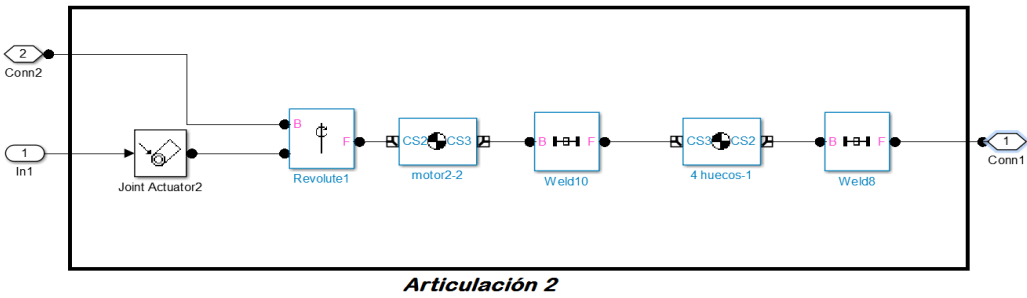 2
Conn2
1
In1
Joint Actuator2
B
F
Revolute1
CS2 CS3
motor2-2
B F
Weld10
CS3 CS2
4 huecos-1
B F
Weld8
1
Conn1
Articulación 2